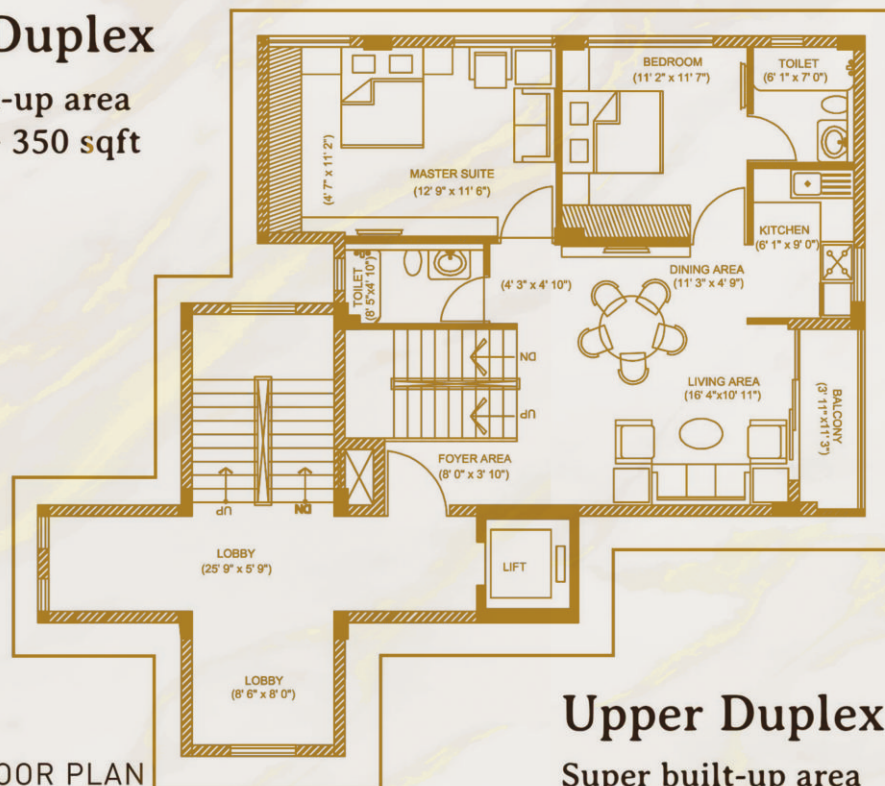 Duplex
-up area
350 sqft
BEDROOM
(11' 2" x 11' 7")
TOILET
(6' 1" x 7' 0")
(4' 7" x 11' 2")
MASTER SUITE
(12' 9" x 11' 6")
KITCHEN
(6' 1" x 9' 0")
TOILET
(8' 5"x4' 10")
(4' 3" x 4' 10")
DINING AREA
(11' 3" x 4' 9")
DN
UP
LIVING AREA
(16' 4"x10' 11")
BALCONY
(3' 11"x11' 3")
FOYER AREA
(8' 0" x 3' 10")
UP
DN
LOBBY
(25' 9" x 5' 9")
LIFT
LOBBY
(8' 6" x 8' 0")
Upper Duplex
OOR PLAN
Super built-up area